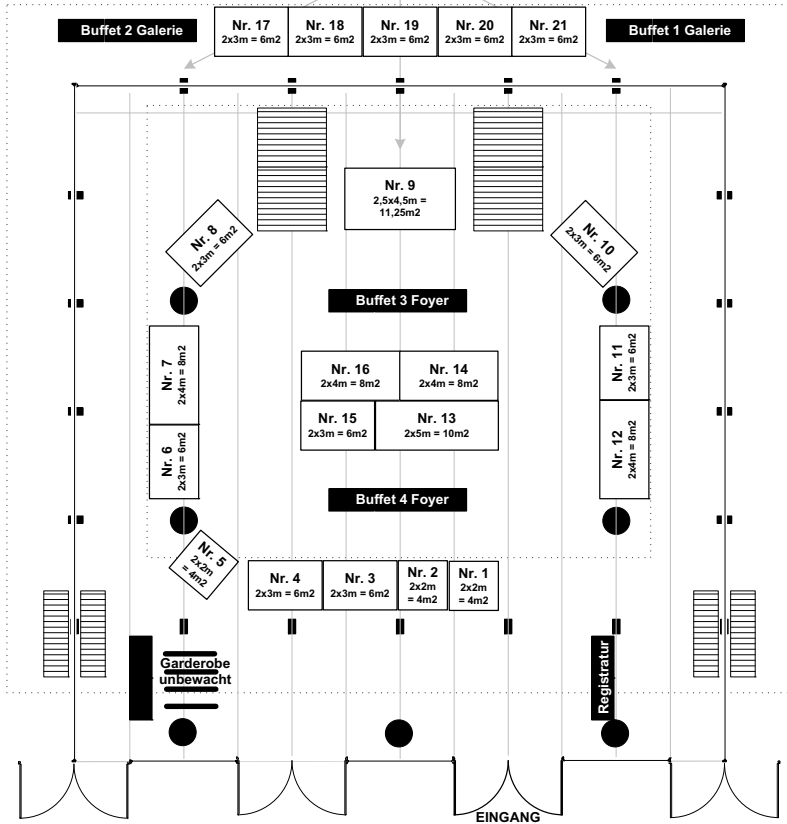 Buffet 2 Galerie
Nr. 17
2x3m = 6m2
Nr. 18
2x3m = 6m2
Nr. 19
2x3m = 6m2
Nr. 20
2x3m = 6m2
Nr. 21
2x3m = 6m2
Buffet 1 Galerie
Nr. 9
2,5x4,5m =
11,25m2
Nr. 8
2x3m = 6m2
Nr. 10
2x3m = 6m2
Buffet 3 Foyer
Nr. 7
2x4m = 8m2
Nr. 16
2x4m = 8m2
Nr. 14
2x4m = 8m2
Nr. 11
2x3m = 6m2
Nr. 6
2x3m = 6m2
Nr. 15
2x3m = 6m2
Nr. 13
2x5m = 10m2
Nr. 12
2x4m = 8m2
Buffet 4 Foyer
Nr. 5
2x2m
= 4m2
Nr. 4
2x3m = 6m2
Nr. 3
2x3m = 6m2
Nr. 2
2x2m
= 4m2
Nr. 1
2x2m
= 4m2
Garderobe
unbewacht
Registratur
EINGANG